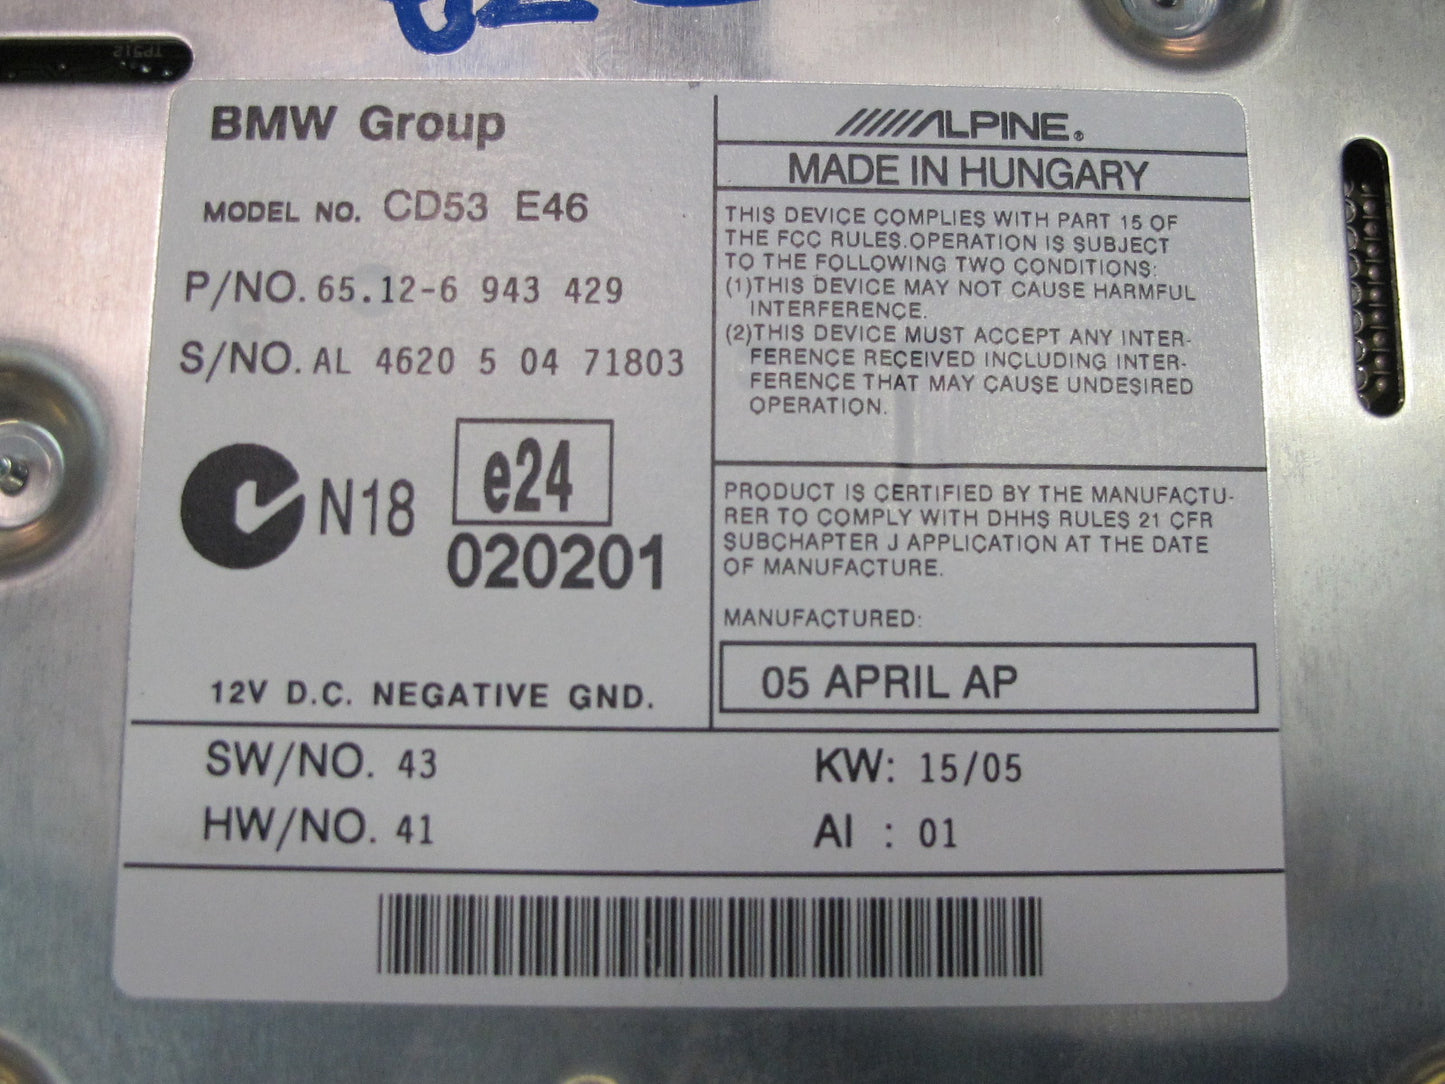 BMW Group
MODEL NO. CD53 E46
P/NO. 65.12-6 943 429
S/NO. AL 4620 5 04 71803
N18
e24
020201
12V D.C. NEGATIVE GND.
ALPINE®
MADE IN HUNGARY
THIS DEVICE COMPLIES WITH PART 15 OF
THE FCC RULES.OPERATION IS SUBJECT
TO THE FOLLOWING TWO CONDITIONS:
(1)THIS DEVICE MAY NOT CAUSE HARMFUL
INTERFERENCE.
(2)THIS DEVICE MUST ACCEPT ANY INTER-
FERENCE RECEIVED INCLUDING INTER-
FERENCE THAT MAY CAUSE UNDESIRED
OPERATION.
PRODUCT IS CERTIFIED BY THE MANUFACTU-
RER TO COMPLY WITH DHHS RULES 21 CFR
SUBCHAPTER J APPLICATION AT THE DATE
OF MANUFACTURE.
MANUFACTURED:
05 APRIL AP
SW/NO. 43
KW: 15/05
HW/NO. 41
AI : 01
TP512